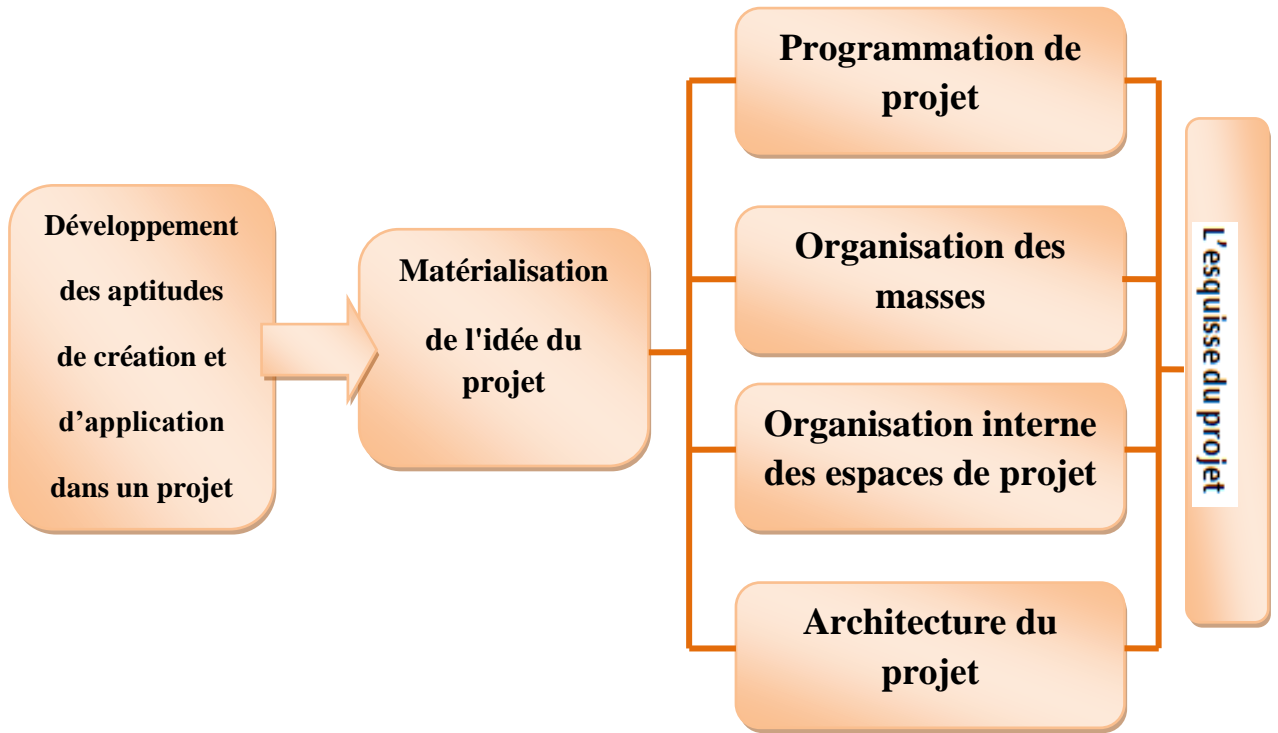 Développement
des aptitudes
de création et
d’application
dans un projet
Matérialisation
de l'idée du
projet
Programmation de
projet
Organisation des
masses
Organisation interne
des espaces de projet
Architecture du
projet
L’esquisse du projet